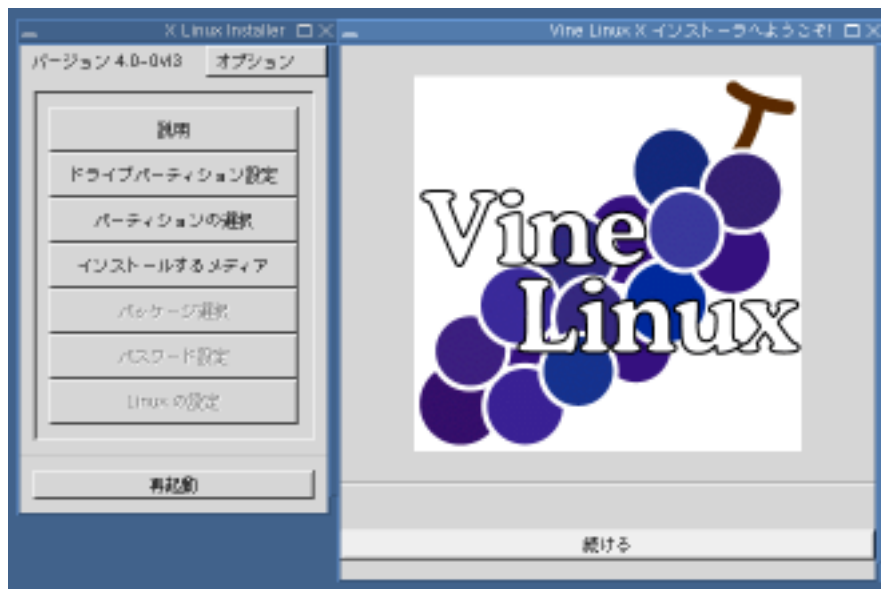 X Linux Installer
バージョン 4.0-0vl3
オプション
説明
ドライブパーティション設定
パーティションの選択
インストールするメディア
パッケージ選択
パスワード設定
Linux の設定
再起動
Vine Linux X インストーラへようこそ!
Vine
Linux
続ける